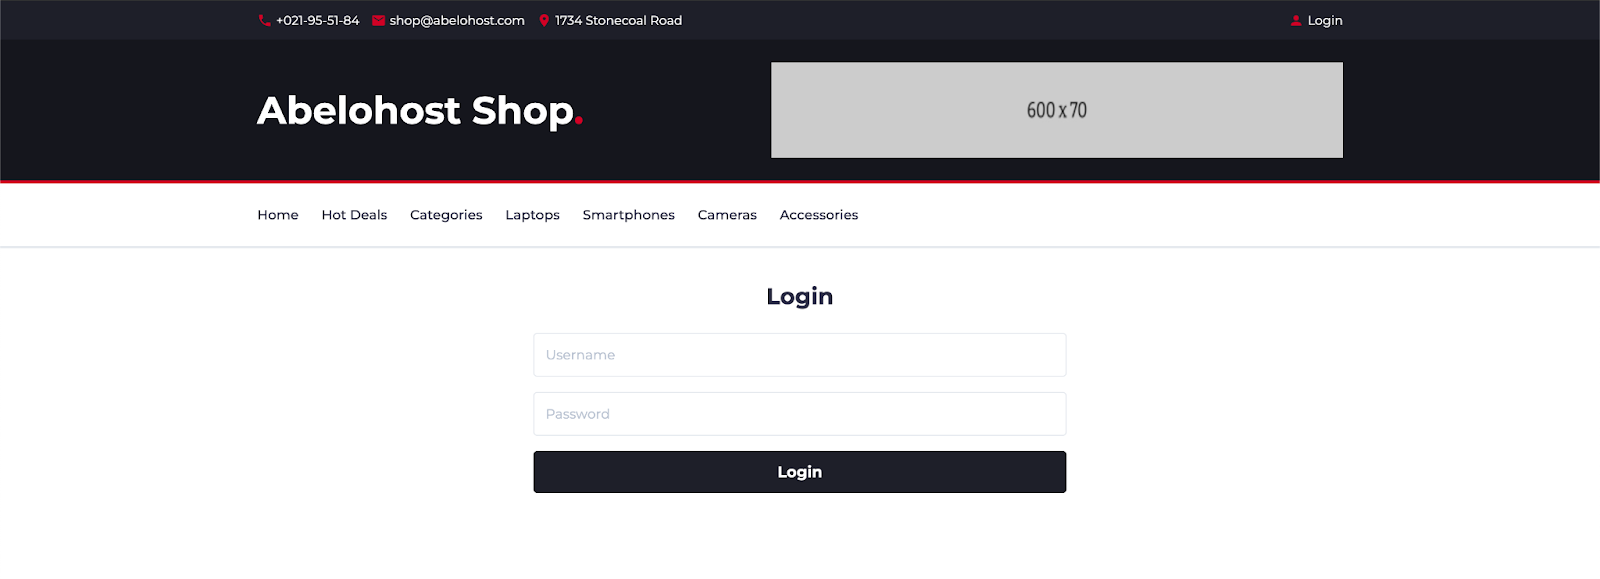 +021-95-51-84 shop@abelohost.com 1734 Stonecoal Road Login
Abelohost Shop.
600 x 70
Home Hot Deals Categories Laptops Smartphones Cameras Accessories
Login
Username
Password
Login